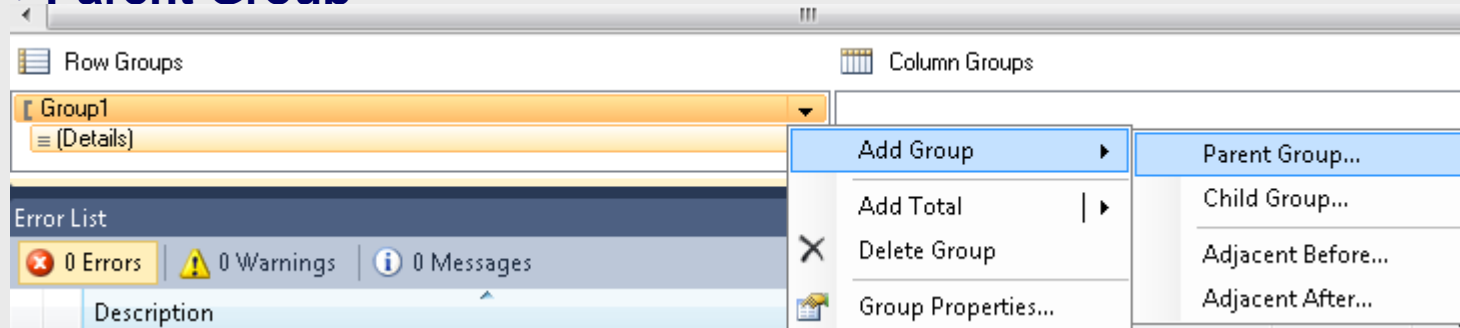 Parent Group
Row Groups
Column Groups
Group1
(Details)
Add Group
Parent Group...
Child Group...
Add Total
Error List
Delete Group
Adjacent Before...
0 Errors
0 Warnings
0 Messages
Group Properties...
Adjacent After...
Description